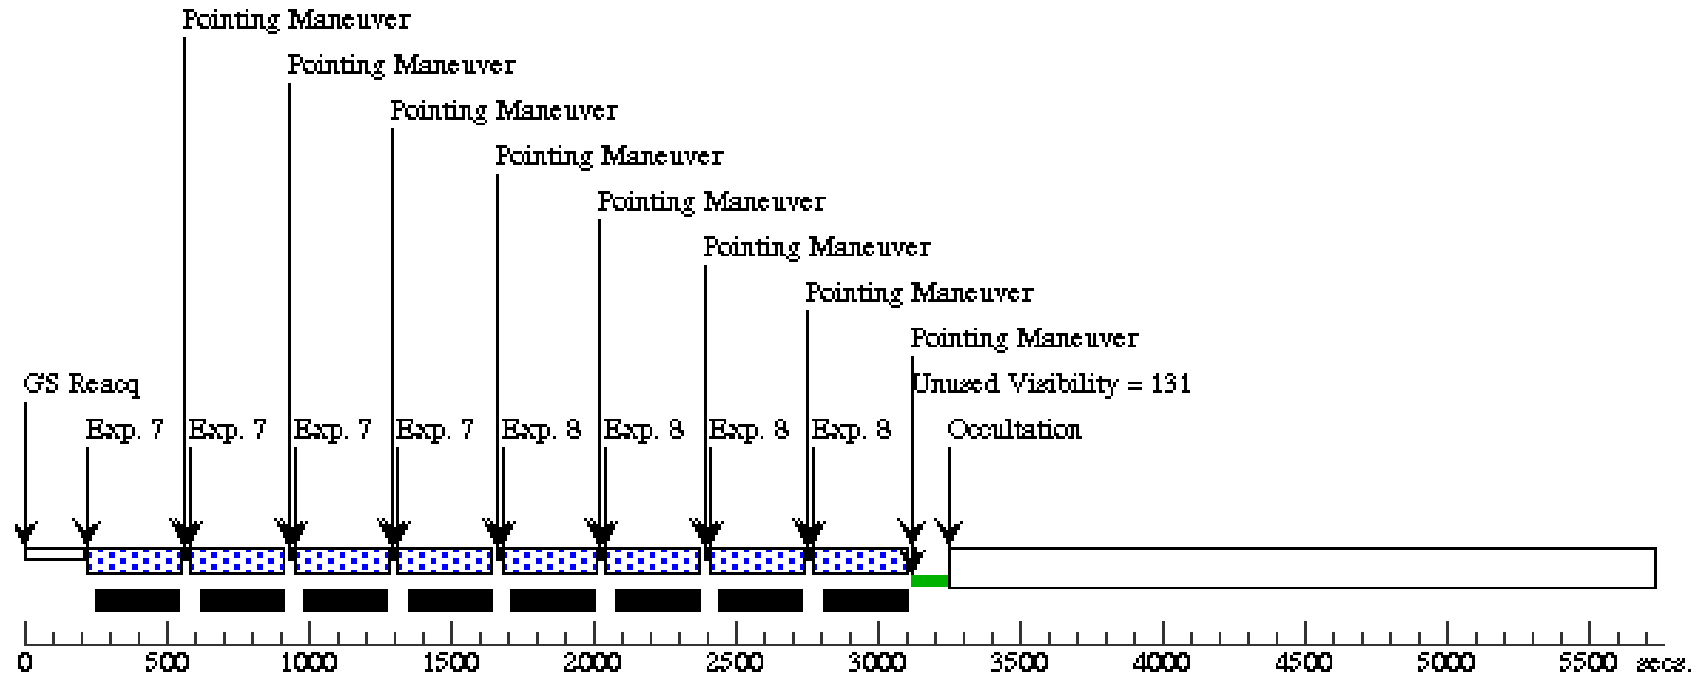 Pointing Maneuver
Pointing Maneuver
Pointing Maneuver
Pointing Maneuver
Pointing Maneuver
Pointing Maneuver
Pointing Maneuver
Pointing Maneuver
GS Reacq
Unused Visibility = 131
Exp. 7 Exp. 7 Exp. 7 Exp. 7 Exp. 8 Exp. 8 Exp. 8 Exp. 8 Occultation
0 500 1000 1500 2000 2500 3000 3500 4000 4500 5000 5500 secs.